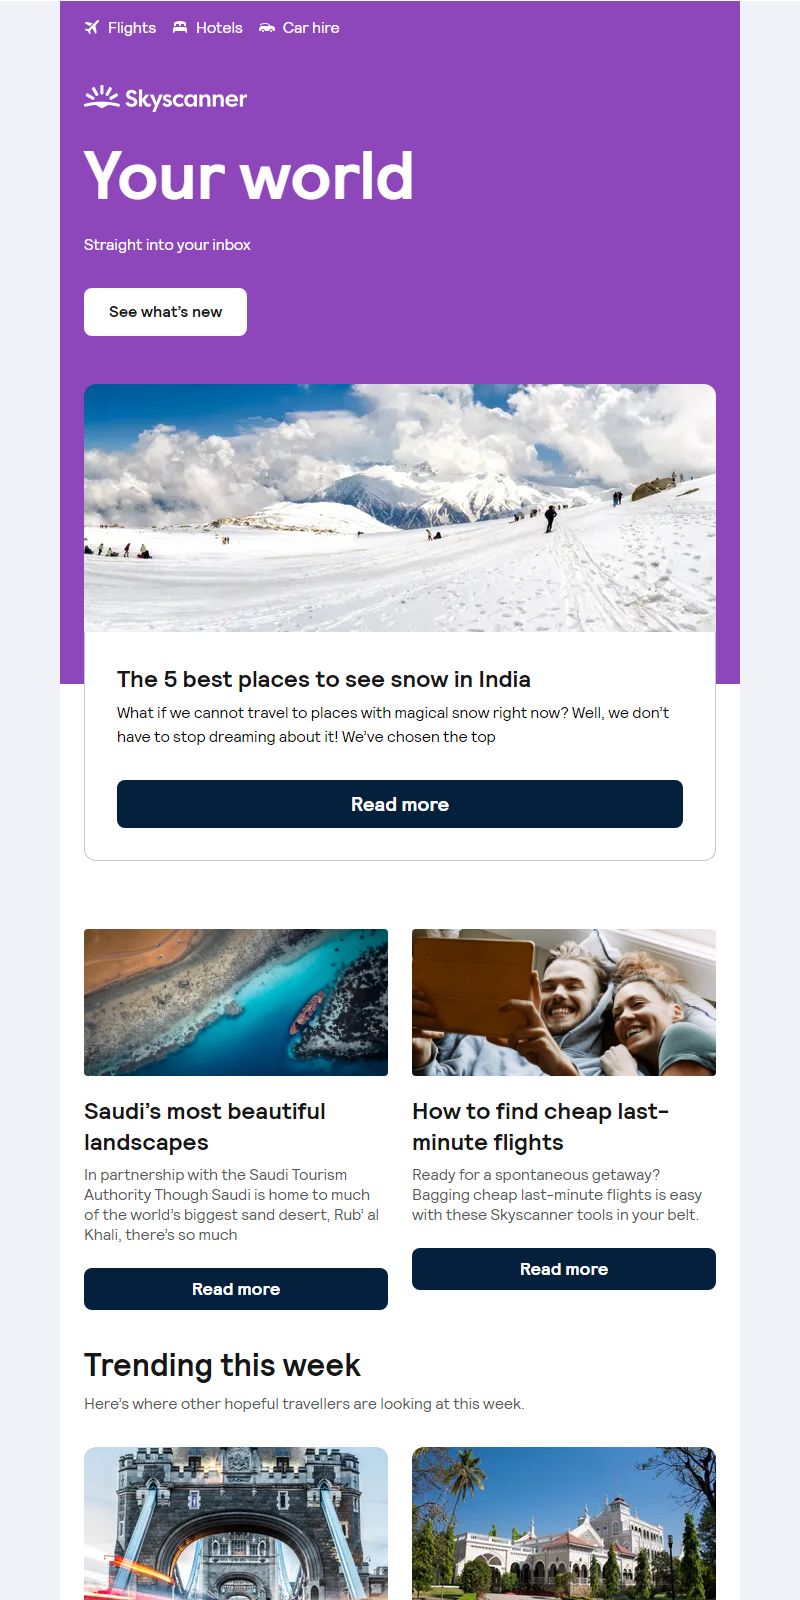 Flights Hotels Car hire
Skyscanner
Your world
Straight into your inbox
See what's new
The 5 best places to see snow in India
What if we cannot travel to places with magical snow right now? Well, we don't
have to stop dreaming about it! We've chosen the top
Read more
Saudi's most beautiful
landscapes
In partnership with the Saudi Tourism
Authority Though Saudi is home to much
of the world's biggest sand desert, Rub' al
Khali, there's so much
Read more
How to find cheap last-
minute flights
Ready for a spontaneous getaway?
Bagging cheap last-minute flights is easy
with these Skyscanner tools in your belt.
Read more
Trending this week
Here's where other hopeful travellers are looking at this week.